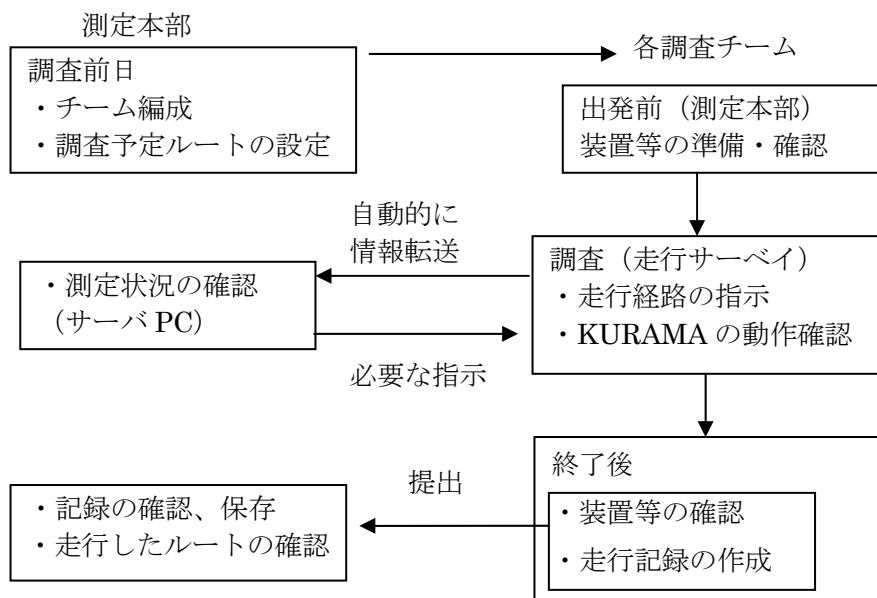 測定本部
各調査チーム
調査前日
・チーム編成
・調査予定ルートの設定
出発前（測定本部）
装置等の準備・確認
自動的に
情報転送
・測定状況の確認
（サーバ PC）
調査（走行サーベイ）
・走行経路の指示
・KURAMA の動作確認
必要な指示
終了後
・装置等の確認
・走行記録の作成
提出
・記録の確認、保存
・走行したルートの確認